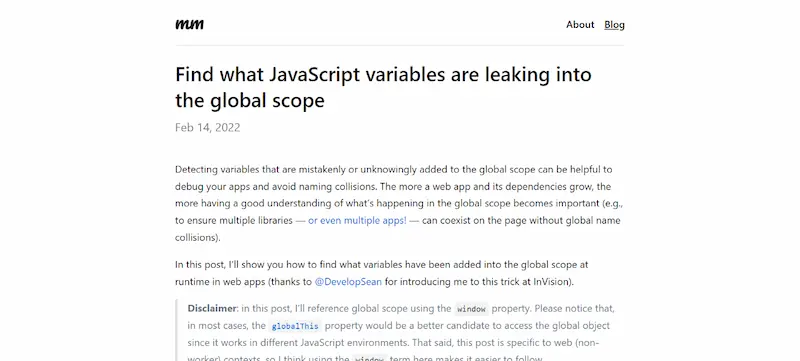 mm
About Blog
Find what JavaScript variables are leaking into
the global scope
Feb 14, 2022
Detecting variables that are mistakenly or unknowingly added to the global scope can be helpful to
debug your apps and avoid naming collisions. The more a web app and its dependencies grow, the
more having a good understanding of what's happening in the global scope becomes important (e.g.,
to ensure multiple libraries — or even multiple apps! — can coexist on the page without global name
collisions).
In this post, I'll show you how to find what variables have been added into the global scope at
runtime in web apps (thanks to @DevelopSean for introducing me to this trick at InVision).
Disclaimer: in this post, I'll reference global scope using the window property. Please notice that,
in most cases, the globalThis property would be a better candidate to access the global object
since it works in different JavaScript environments. That said, this post is specific to web (non-
worker) contexts, so I think using the window term here makes it easier to follow.